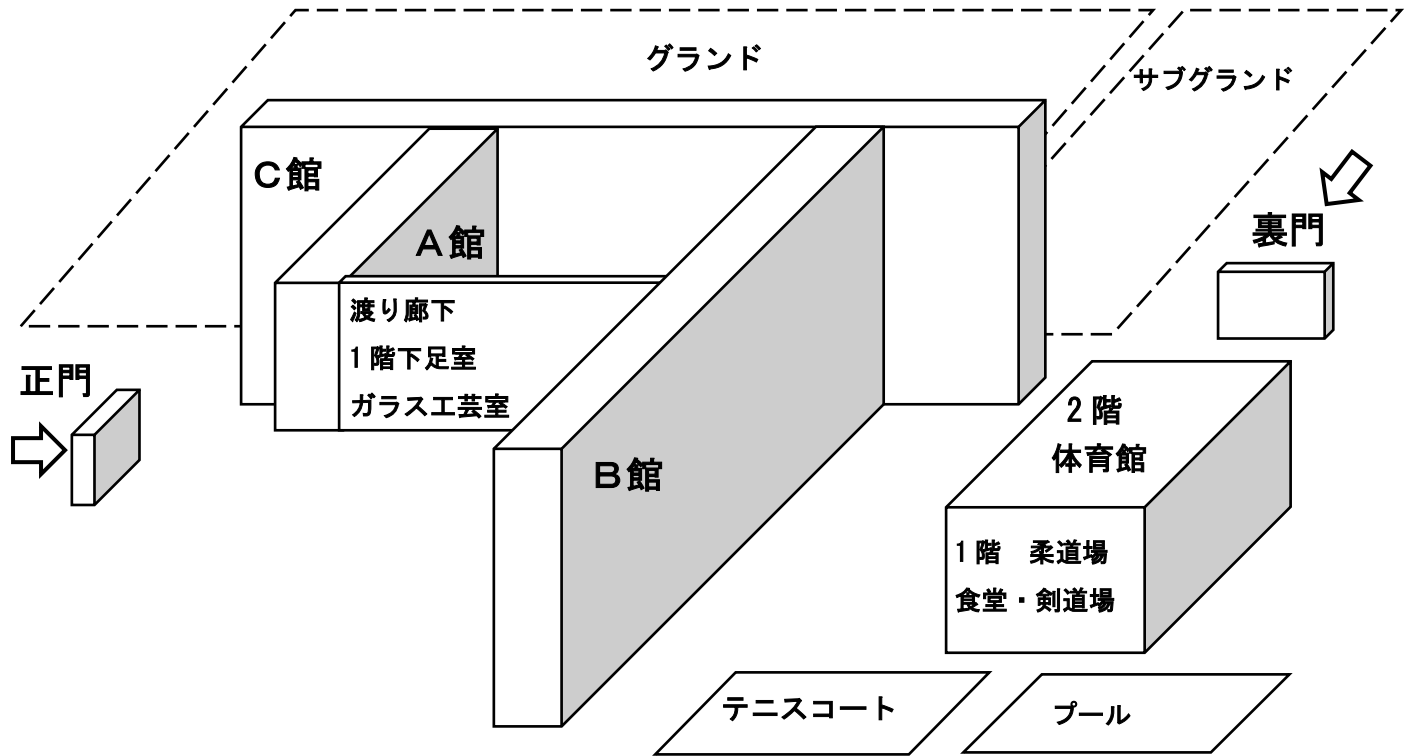 グランド
サブグランド
C館
A館
裏門
渡り廊下
1階下足室
ガラス工芸室
正門
B館
2階
体育館
1階　柔道場
食堂・剣道場
テニスコート
プール